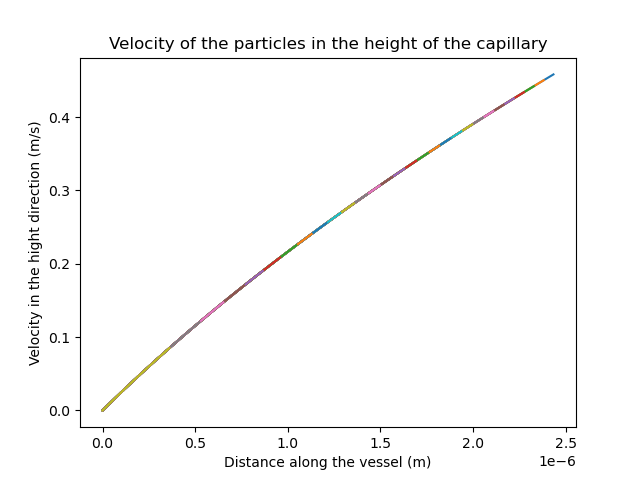 Velocity of the particles in the height of the capillary
Velocity in the hight direction (m/s)
0.4
0.3
0.2
0.1
0.0
0.0 0.5 1.0 1.5 2.0 2.5
1e−6
Distance along the vessel (m)